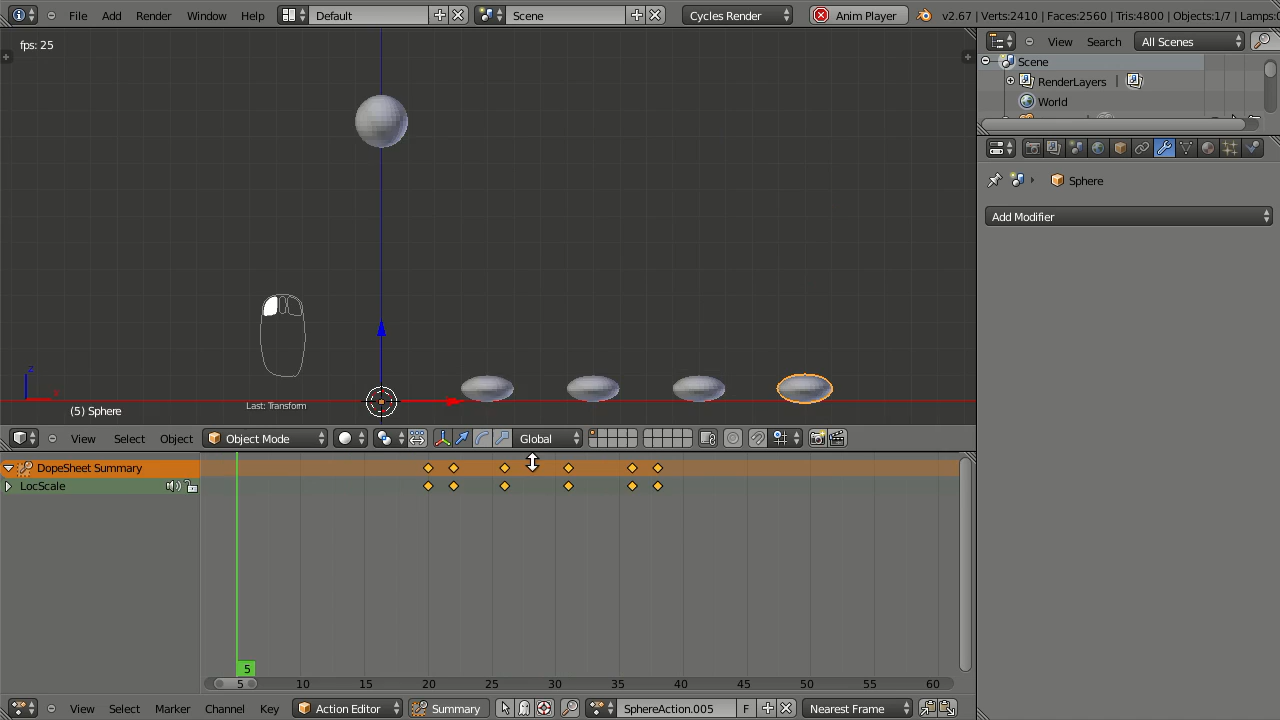 File Add Render Window Help Default Scene Cycles Render Anim Player v2.67 | Verts:2410 | Faces:2560 | Tris:4800 | Objects:1/7 | Lamps:
fps: 25
View Search All Scenes
Scene
RenderLayers |
World
Sphere
Add Modifier
z
x
(5) Sphere
Last: Transform
View Select Object Object Mode Global
DopeSheet Summary
LocScale
5
5 10 15 20 25 30 35 40 45 50 55 60
View Select Marker Channel Key Action Editor Summary SphereAction.005 F Nearest Frame